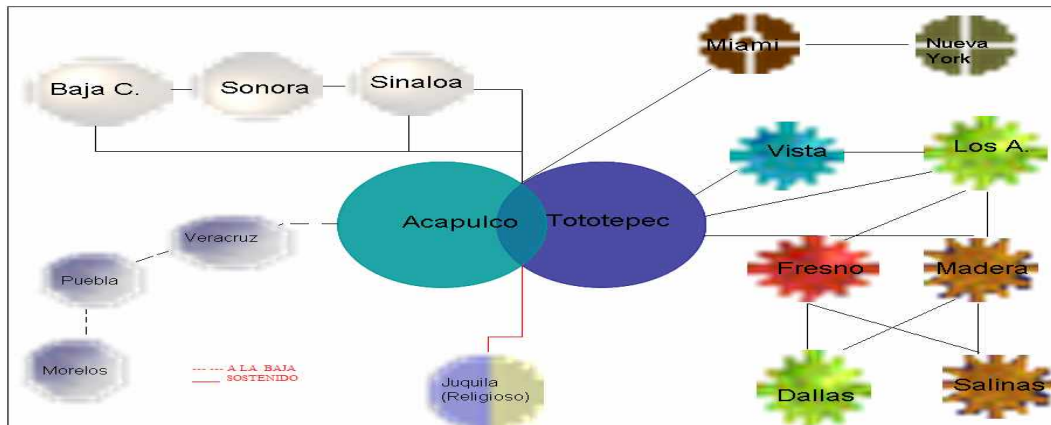 Miami
Nueva
York
Baja C.
Sonora
Sinaloa
Vista
Los A.
Acapulco
Tototepec
Veracruz
Puebla
Fresno
Madera
Morelos
A LA BAJA
SOSTENIDO
Juquila
(Religioso)
Dallas
Salinas